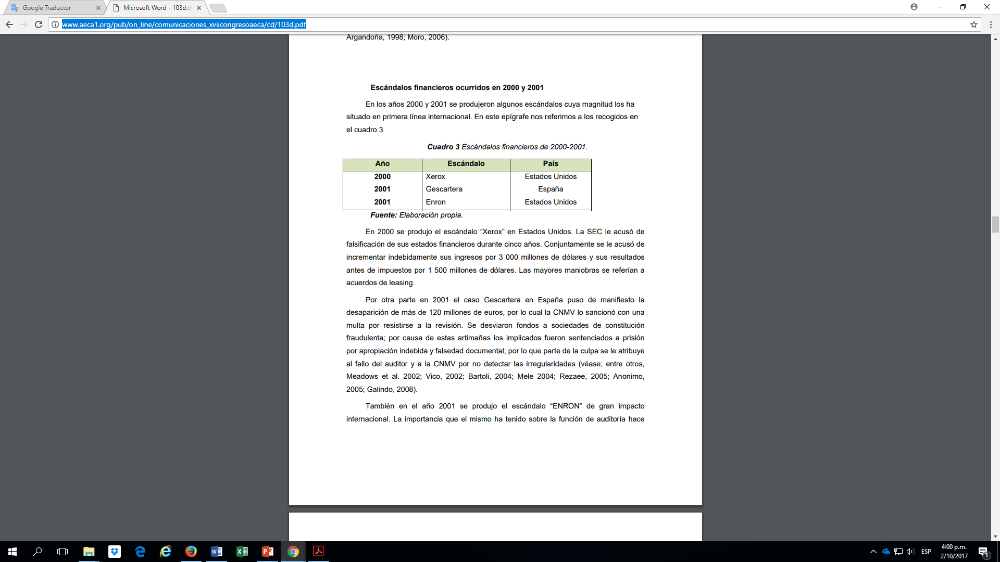 Google Traductor
Microsoft Word - 103d.d
www.aeca1.org/pub/on_line/comunicaciones_xviicongresoaeca/cd/103d.pdf
Argandoña, 1998; Moro, 2006).
Escándalos financieros ocurridos en 2000 y 2001
En los años 2000 y 2001 se produjeron algunos escándalos cuya magnitud los ha
situado en primera línea internacional. En este epígrafe nos referimos a los recogidos en
el cuadro 3
Cuadro 3 Escándalos financieros de 2000-2001.
Año Escándalo País
2000 Xerox Estados Unidos
2001 Gescartera España
2001 Enron Estados Unidos
Fuente: Elaboración propia.
En 2000 se produjo el escándalo “Xerox” en Estados Unidos. La SEC le acusó de
falsificación de sus estados financieros durante cinco años. Conjuntamente se le acusó de
incrementar indebidamente sus ingresos por 3 000 millones de dólares y sus resultados
antes de impuestos por 1 500 millones de dólares. Las mayores maniobras se referían a
acuerdos de leasing.
Por otra parte en 2001 el caso Gescartera en España puso de manifiesto la
desaparición de más de 120 millones de euros, por lo cual la CNMV lo sancionó con una
multa por resistirse a la revisión. Se desviaron fondos a sociedades de constitución
fraudulenta; por causa de estas artimañas los implicados fueron sentenciados a prisión
por apropiación indebida y falsedad documental; por lo que parte de la culpa se le atribuye
al fallo del auditor y a la CNMV por no detectar las irregularidades (véase; entre otros,
Meadows et al. 2002; Vico, 2002; Bartoli, 2004; Mele 2004; Rezaee, 2005; Anonimo,
2005; Galindo, 2008).
También en el año 2001 se produjo el escándalo “ENRON” de gran impacto
internacional. La importancia que el mismo ha tenido sobre la función de auditoría hace
ESP
4:00 p.m.
2/10/2017
1